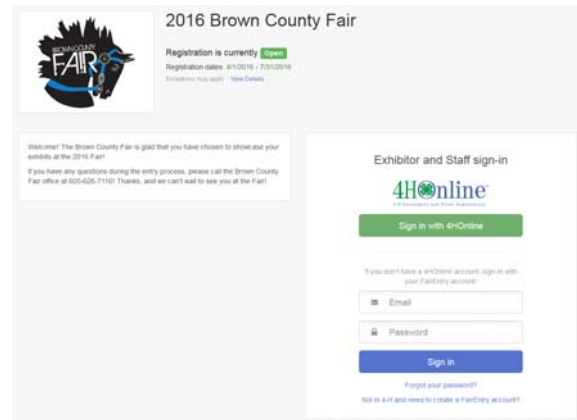 BROWN COUNTY
FAIR
2016 Brown County Fair
Registration is currently Open
Registration dates: 4/1/2016 - 7/31/2016
Exceptions may apply View Details
Welcome! The Brown County Fair is glad that you have chosen to showcase your
exhibits at the 2016 Fair!
If you have any questions during the entry process, please call the Brown County
Fair office at 605-626-7116! Thanks, and we can't wait to see you at the Fair!
Exhibitor and Staff sign-in
4HOnline
4-H Enrollment and Event Registration
Sign in with 4HOnline
If you don't have a 4HOnline account, sign-in with
your FairEntry account:
Email
Password
Sign in
Forgot your password?
Not in 4-H and need to create a FairEntry account?